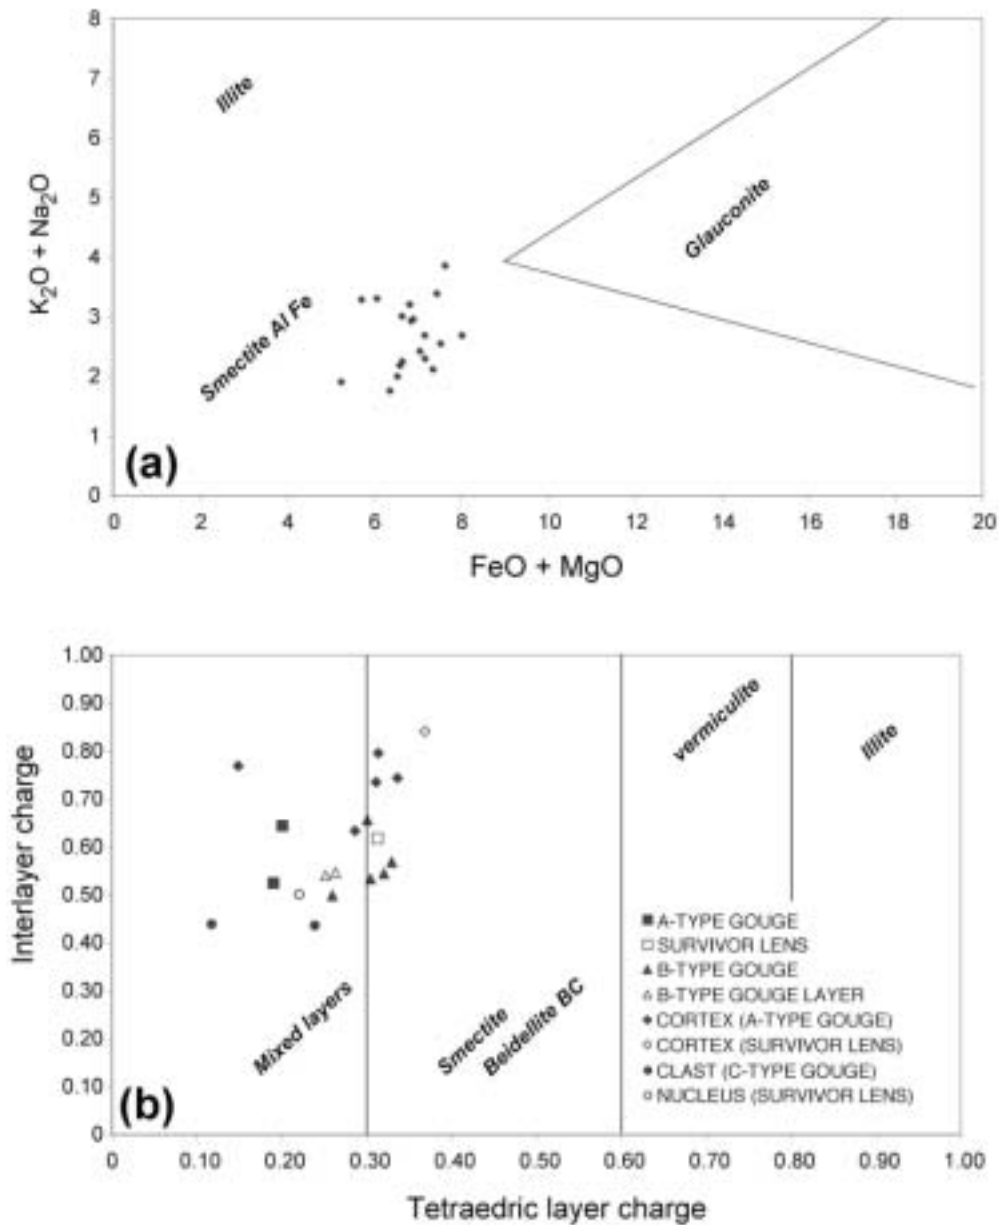 8
7
6
5
4
3
2
1
0
K₂O + Na₂O
Illite
Glauconite
Smectite Al Fe
(a)
0 2 4 6 8 10 12 14 16 18 20
FeO + MgO
1.00
0.90
0.80
0.70
0.60
0.50
0.40
0.30
0.20
0.10
0
Interlayer charge
vermiculite
Illite
Mixed layers
Smectite
Beidellite BC
A-TYPE GOUGE
SURVIVOR LENS
B-TYPE GOUGE
B-TYPE GOUGE LAYER
CORTEX (A-TYPE GOUGE)
CORTEX (SURVIVOR LENS)
CLAST (C-TYPE GOUGE)
NUCLEUS (SURVIVOR LENS)
(b)
0 0.10 0.20 0.30 0.40 0.50 0.60 0.70 0.80 0.90 1.00
Tetraedric layer charge